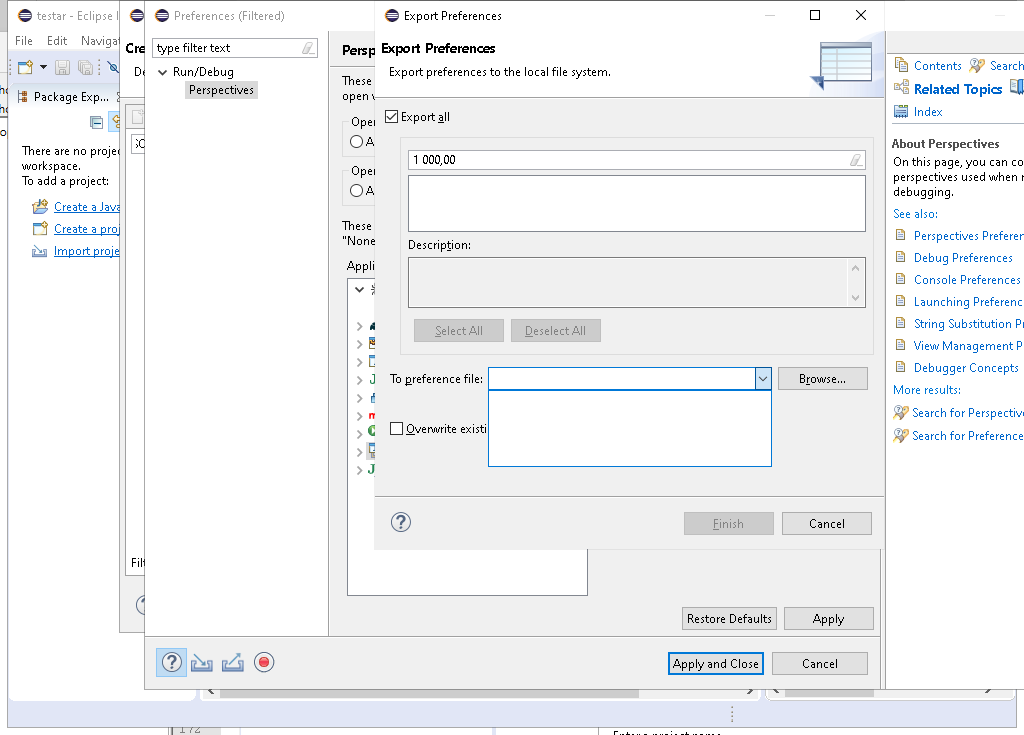 testar - Eclipse I
Preferences (Filtered)
Export Preferences
File Edit Navigat
Package Exp...
There are no projec
workspace.
To add a project:
Create a Java
Create a proj
Import proje
Cre
De
Filt
type filter text
Run/Debug
Perspectives
Persp
These
open v
Open
A
Open
A
These
"None
Appli
Export Preferences
Export preferences to the local file system.
Export all
1 000,00
Description:
Select All
Deselect All
To preference file:
Browse...
Overwrite existi
Finish
Cancel
Restore Defaults
Apply
Apply and Close
Cancel
Contents
Search
Related Topics
Index
About Perspectives
On this page, you can co
perspectives used when r
debugging.
See also:
Perspectives Preferen
Debug Preferences
Console Preferences
Launching Preferenc
String Substitution Pr
View Management P
Debugger Concepts
More results:
Search for Perspective
Search for Preference
172
Enter a project name